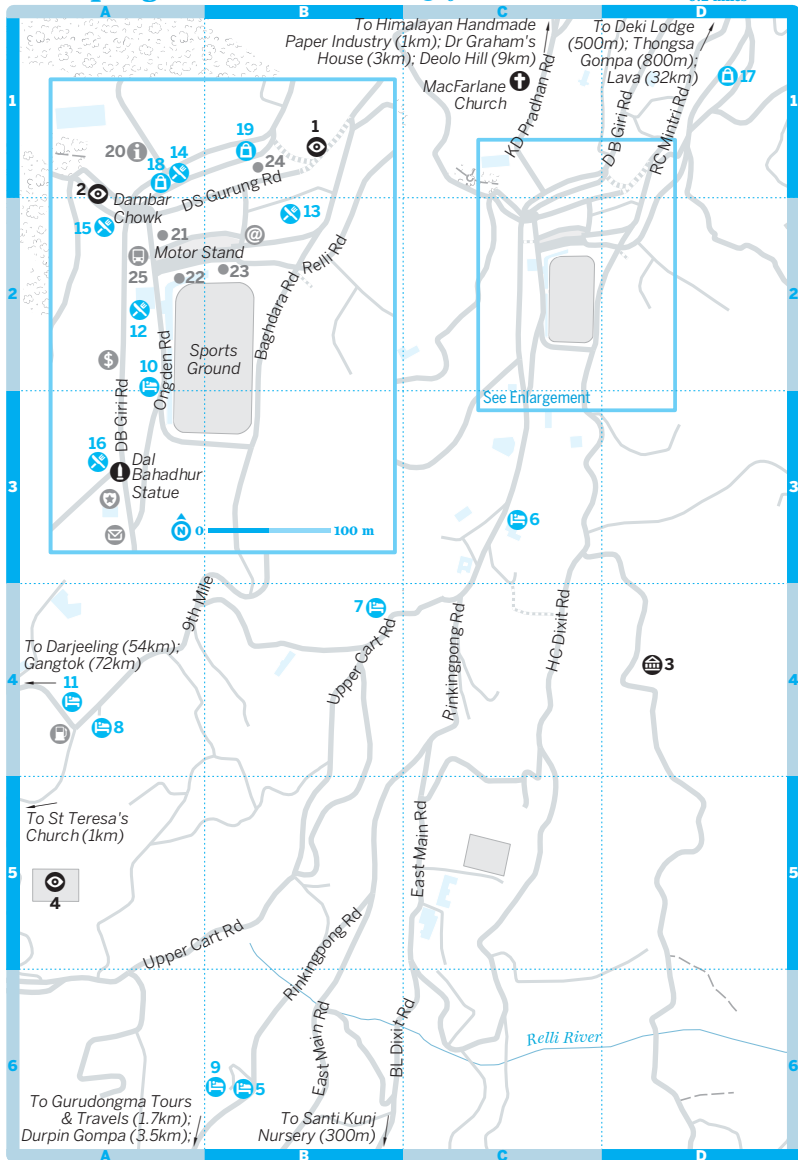 A
B
C
D
To Himalayan Handmade
Paper Industry (1km); Dr Graham's
House (3km); Deolo Hill (9km)
To Deki Lodge
(500m); Thongsa
Gompa (800m);
Lava (32km)
MacFarlane
Church
KD Pradhan Rd
D B Giri Rd
RC Mintri Rd
17
1
1
20
18
14
19
1
24
DS Gurung Rd
2
Dambar
Chowk
13
15
21
@
Motor Stand
25
22
23
Relli Rd
Baghdara Rd
2
2
12
Sports
Ground
$
10
Ongden Rd
DB Giri Rd
See Enlargement
16
Dal
Bahadhur
Statue
3
3
N
0
100 m
6
9th Mile
7
Upper Cart Rd
Rinkingpong Rd
HC Dixit Rd
To Darjeeling (54km);
Gangtok (72km)
3
4
4
11
8
To St Teresa's
Church (1km)
East Main Rd
5
5
4
Upper Cart Rd
Rinkingpong Rd
East Main Rd
BL Dixit Rd
Relli River
6
6
9
5
To Gurudongma Tours
& Travels (1.7km);
Durpin Gompa (3.5km);
To Santi Kunj
Nursery (300m)
A
B
C
D